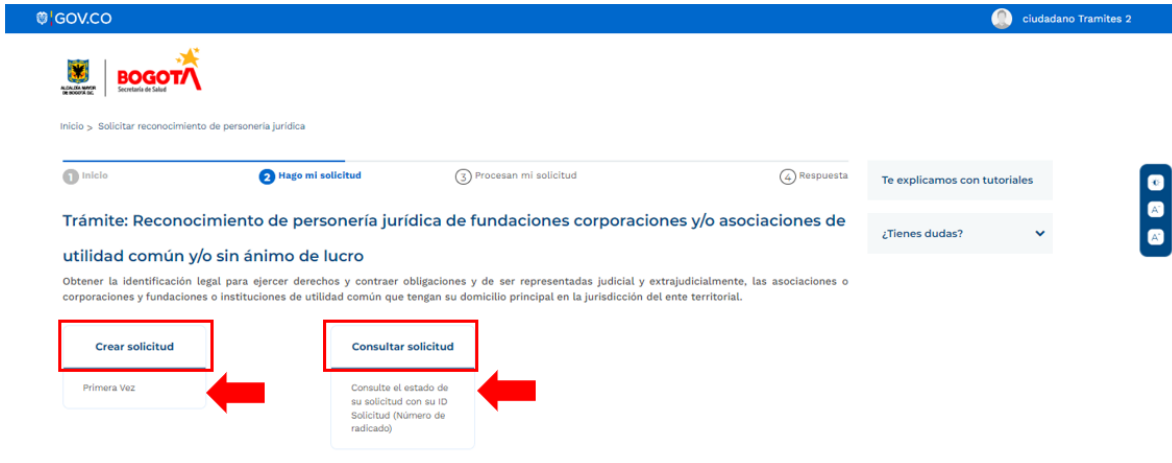 GOV.CO
ciudadano Tramites 2
ALCALDÍA MAYOR
DE BOGOTÁ D.C.
BOGOTÁ
Secretaría de Salud
Inicio > Solicitar reconocimiento de personería jurídica
1 Inicio
2 Hago mi solicitud
3 Procesan mi solicitud
4 Respuesta
Te explicamos con tutoriales
¿Tienes dudas?
Trámite: Reconocimiento de personería jurídica de fundaciones corporaciones y/o asociaciones de
utilidad común y/o sin ánimo de lucro
Obtener la identificación legal para ejercer derechos y contraer obligaciones y de ser representadas judicial y extrajudicialmente, las asociaciones o
corporaciones y fundaciones o instituciones de utilidad común que tengan su domicilio principal en la jurisdicción del ente territorial.
Crear solicitud
Primera Vez
Consultar solicitud
Consulte el estado de
su solicitud con su ID
Solicitud (Número de
radicado)